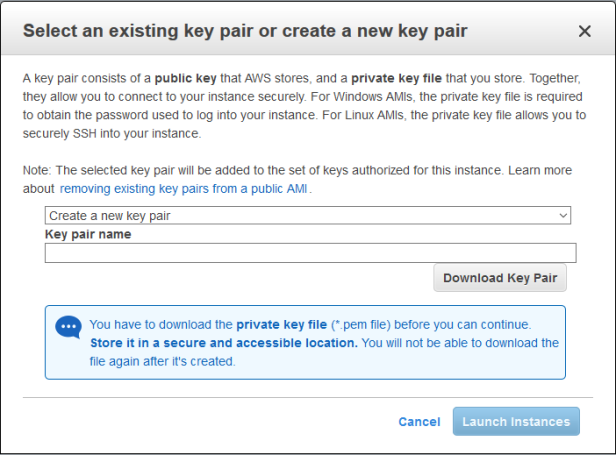 Select an existing key pair or create a new key pair
A key pair consists of a public key that AWS stores, and a private key file that you store. Together,
they allow you to connect to your instance securely. For Windows AMIs, the private key file is required
to obtain the password used to log into your instance. For Linux AMIs, the private key file allows you to
securely SSH into your instance.
Note: The selected key pair will be added to the set of keys authorized for this instance. Learn more
about removing existing key pairs from a public AMI.
Create a new key pair
Key pair name
Download Key Pair
You have to download the private key file (*.pem file) before you can continue.
Store it in a secure and accessible location. You will not be able to download the
file again after it's created.
Cancel Launch Instances